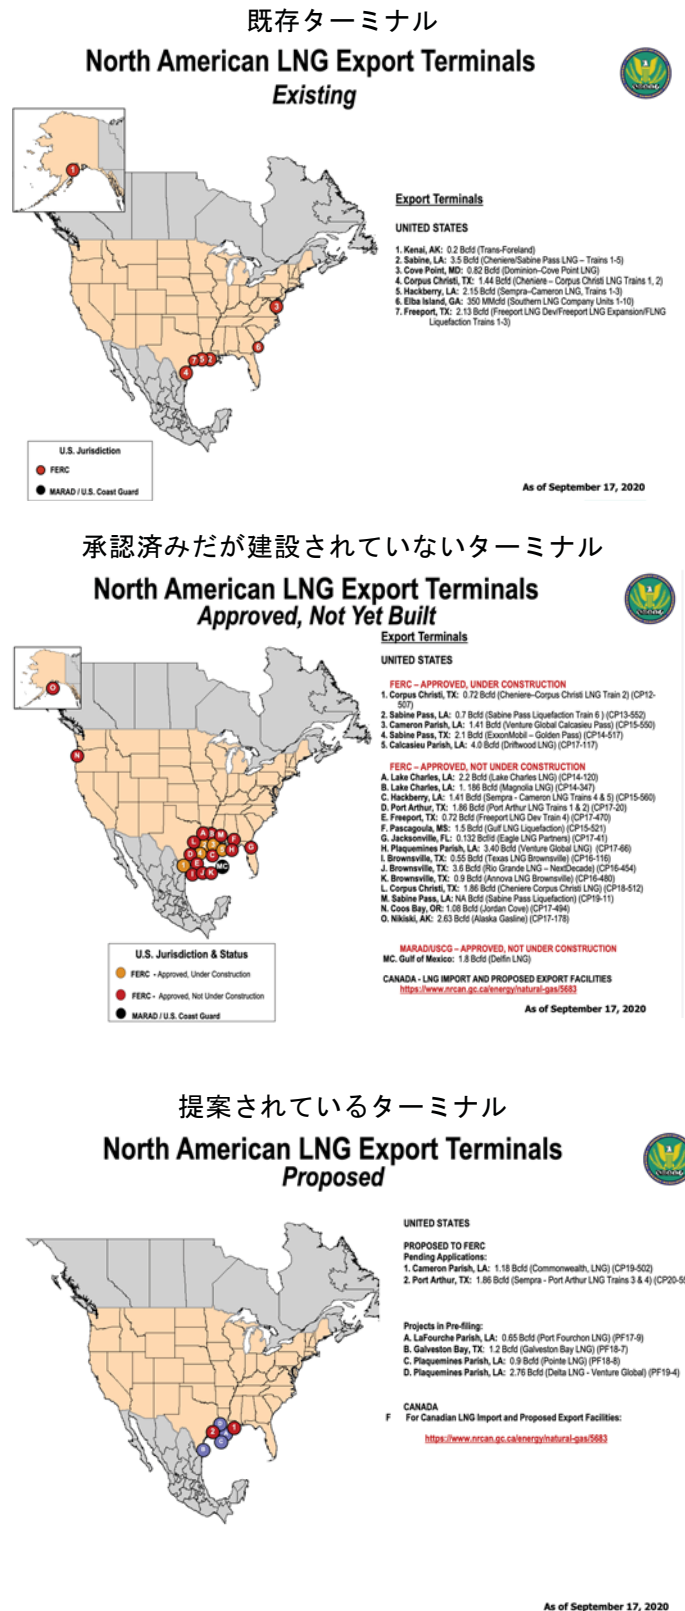 既存ターミナル
North American LNG Export Terminals
Existing
1
3
6
7 5 2
4
Export Terminals
UNITED STATES
1. Kenai, AK: 0.2 Bcfd (Trans-Foreland)
2. Sabine, LA: 3.5 Bcfd (Cheniere/Sabine Pass LNG – Trains 1-5)
3. Cove Point, MD: 0.82 Bcfd (Dominion–Cove Point LNG)
4. Corpus Christi, TX: 1.44 Bcfd (Cheniere – Corpus Christi LNG Trains 1, 2)
5. Hackberry, LA: 2.15 Bcfd (Sempra–Cameron LNG, Trains 1-3)
6. Elba Island, GA: 350 MMcfd (Southern LNG Company Units 1-10)
7. Freeport, TX: 2.13 Bcfd (Freeport LNG Dev/Freeport LNG Expansion/FLNG
Liquefaction Trains 1-3)
U.S. Jurisdiction
FERC
MARAD / U.S. Coast Guard
As of September 17, 2020
承認済みだが建設されていないターミナル
North American LNG Export Terminals
Approved, Not Yet Built
O
N
A B M F
L
G
D
H
C
E
MC
I J K
Export Terminals
UNITED STATES
FERC – APPROVED, UNDER CONSTRUCTION
1. Corpus Christi, TX: 0.72 Bcfd (Cheniere–Corpus Christi LNG Train 2) (CP12-
507)
2. Sabine Pass, LA: 0.7 Bcfd (Sabine Pass Liquefaction Train 6 ) (CP13-552)
3. Cameron Parish, LA: 1.41 Bcfd (Venture Global Calcasieu Pass) (CP15-550)
4. Sabine Pass, TX: 2.1 Bcfd (ExxonMobil – Golden Pass) (CP14-517)
5. Calcasieu Parish, LA: 4.0 Bcfd (Driftwood LNG) (CP17-117)
FERC – APPROVED, NOT UNDER CONSTRUCTION
A. Lake Charles, LA: 2.2 Bcfd (Lake Charles LNG) (CP14-120)
B. Lake Charles, LA: 1. 186 Bcfd (Magnolia LNG) (CP14-347)
C. Hackberry, LA: 1.41 Bcfd (Sempra - Cameron LNG Trains 4 & 5) (CP15-560)
D. Port Arthur, TX: 1.86 Bcfd (Port Arthur LNG Trains 1 & 2) (CP17-20)
E. Freeport, TX: 0.72 Bcfd (Freeport LNG Dev Train 4) (CP17-470)
F. Pascagoula, MS: 1.5 Bcfd (Gulf LNG Liquefaction) (CP15-521)
G. Jacksonville, FL: 0.132 Bcf/d (Eagle LNG Partners) (CP17-41)
H. Plaquemines Parish, LA: 3.40 Bcfd (Venture Global LNG) (CP17-66)
I. Brownsville, TX: 0.55 Bcfd (Texas LNG Brownsville) (CP16-116)
J. Brownsville, TX: 3.6 Bcfd (Rio Grande LNG – NextDecade) (CP16-454)
K. Brownsville, TX: 0.9 Bcfd (Annova LNG Brownsville) (CP16-480)
L. Corpus Christi, TX: 1.86 Bcfd (Cheniere Corpus Christi LNG) (CP18-512)
M. Sabine Pass, LA: NA Bcfd (Sabine Pass Liquefaction) (CP19-11)
N. Coos Bay, OR: 1.08 Bcfd (Jordan Cove) (CP17-494)
O. Nikiski, AK: 2.63 Bcfd (Alaska Gasline) (CP17-178)
MARAD/USCG – APPROVED, NOT UNDER CONSTRUCTION
MC. Gulf of Mexico: 1.8 Bcfd (Delfin LNG)
CANADA - LNG IMPORT AND PROPOSED EXPORT FACILITIES
https://www.nrcan.gc.ca/energy/natural-gas/5683
U.S. Jurisdiction & Status
FERC - Approved, Under Construction
FERC - Approved, Not Under Construction
MARAD / U.S. Coast Guard
As of September 17, 2020
提案されているターミナル
North American LNG Export Terminals
Proposed
2
1
UNITED STATES
PROPOSED TO FERC
Pending Applications:
1. Cameron Parish, LA: 1.18 Bcfd (Commonwealth, LNG) (CP19-502)
2. Port Arthur, TX: 1.86 Bcfd (Sempra - Port Arthur LNG Trains 3 & 4) (CP20-55
Projects in Pre-filing:
A. LaFourche Parish, LA: 0.65 Bcfd (Port Fourchon LNG) (PF17-9)
B. Galveston Bay, TX: 1.2 Bcfd (Galveston Bay LNG) (PF18-7)
C. Plaquemines Parish, LA: 0.9 Bcfd (Pointe LNG) (PF18-8)
D. Plaquemines Parish, LA: 2.76 Bcfd (Delta LNG - Venture Global) (PF19-4)
CANADA
F For Canadian LNG Import and Proposed Export Facilities:
https://www.nrcan.gc.ca/energy/natural-gas/5683
As of September 17, 2020